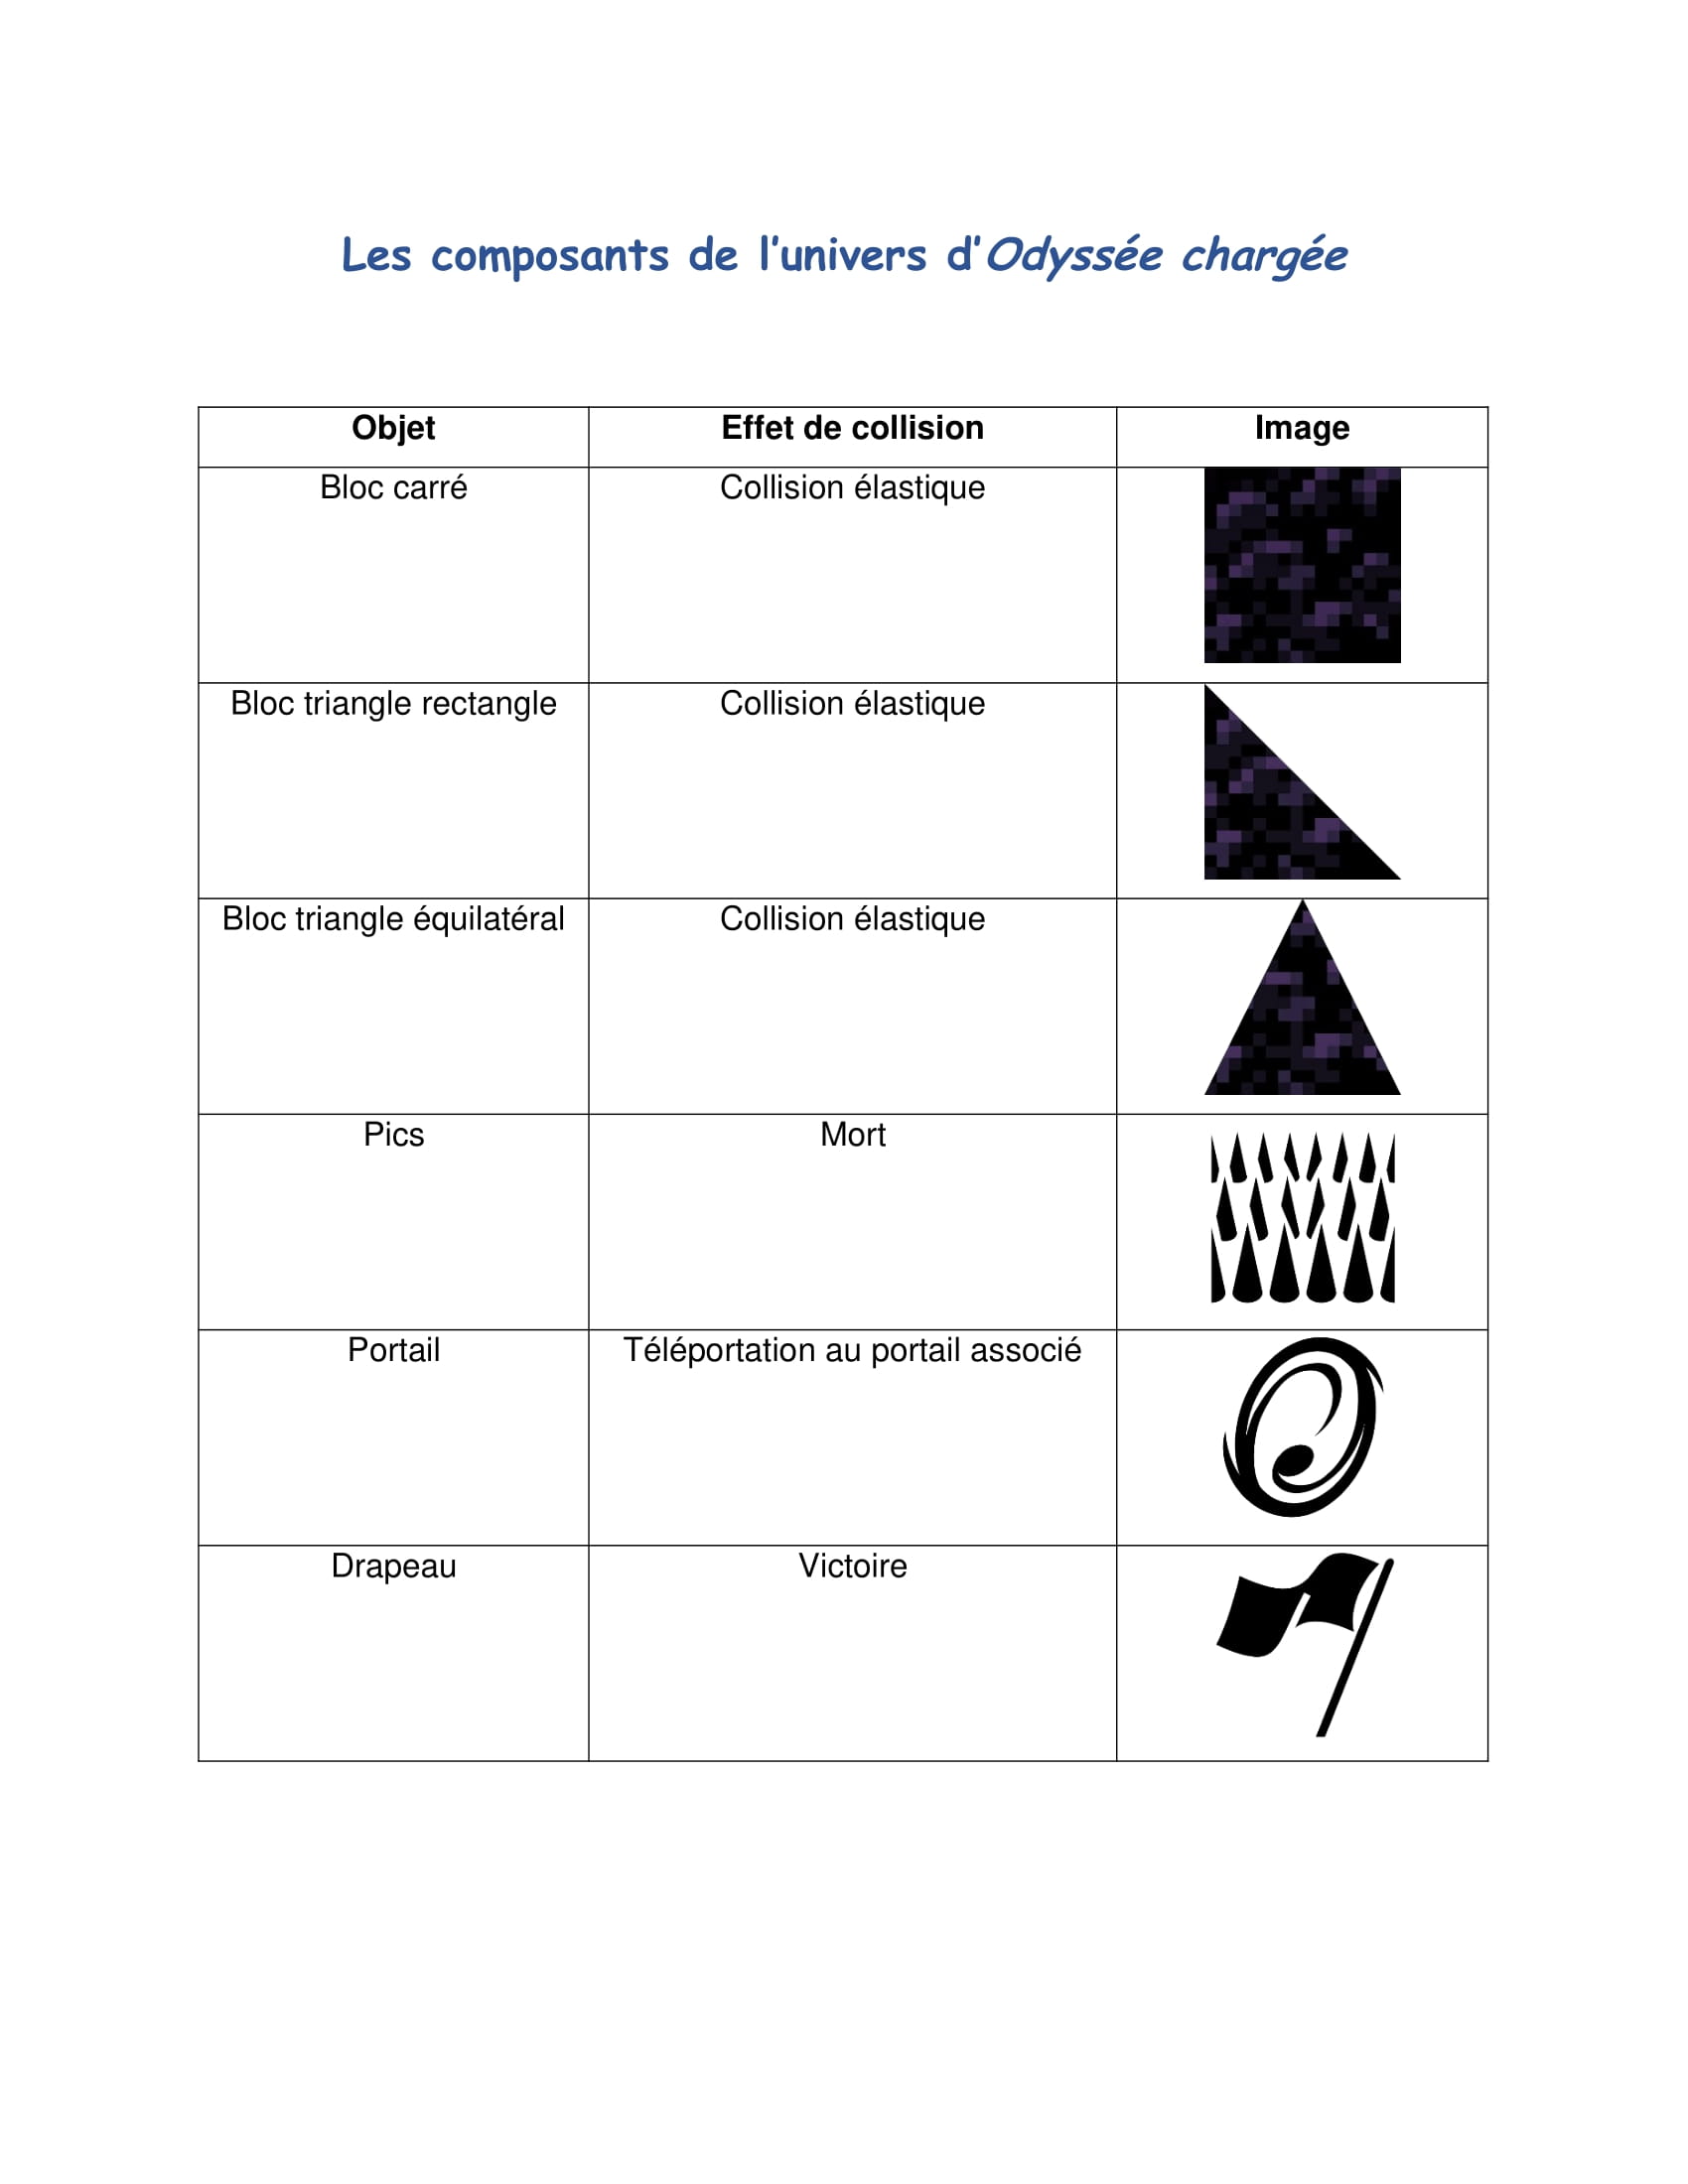 Les composants de l'univers d'Odyssée chargée
Objet
Effet de collision
Image
Bloc carré
Collision élastique
Bloc triangle rectangle
Collision élastique
Bloc triangle équilatéral
Collision élastique
Pics
Mort
Portail
Téléportation au portail associé
Drapeau
Victoire